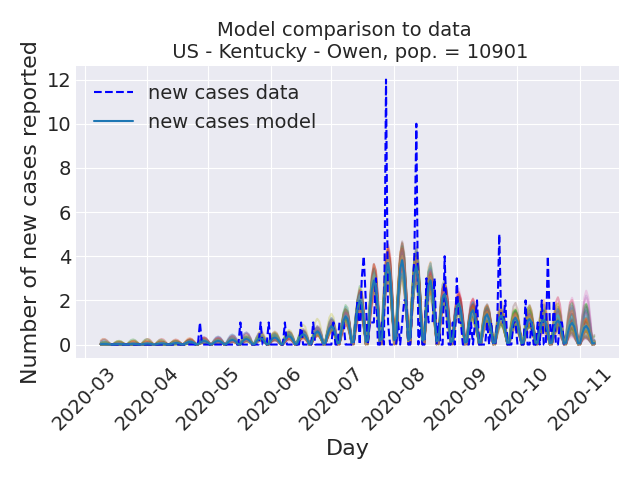 Model comparison to data
US - Kentucky - Owen, pop. = 10901
Number of new cases reported
12
10
8
6
4
2
0
new cases data
new cases model
2020-03
2020-04
2020-05
2020-06
2020-07
2020-08
2020-09
2020-10
2020-11
Day